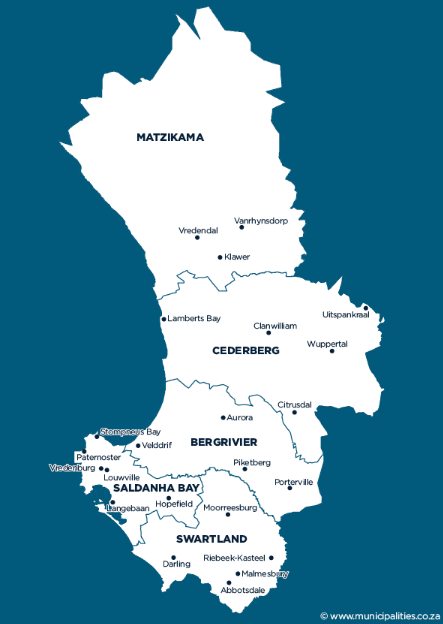 MATZIKAMA
Vanrhynsdorp
Vredendal
Klawer
Uitspankraal
Lamberts Bay
Clanwilliam
Wuppertal
CEDERBERG
Citrusdal
Aurora
Stompneus Bay
BERGRIVIER
Velddrif
Paternoster
Piketberg
Vredenburg
Louwville
Porterville
SALDANHA BAY
Hopefield
Langebaan
Moorreesburg
SWARTLAND
Riebeek-Kasteel
Darling
Malmesbury
Abbotsdale
© www.municipalities.co.za